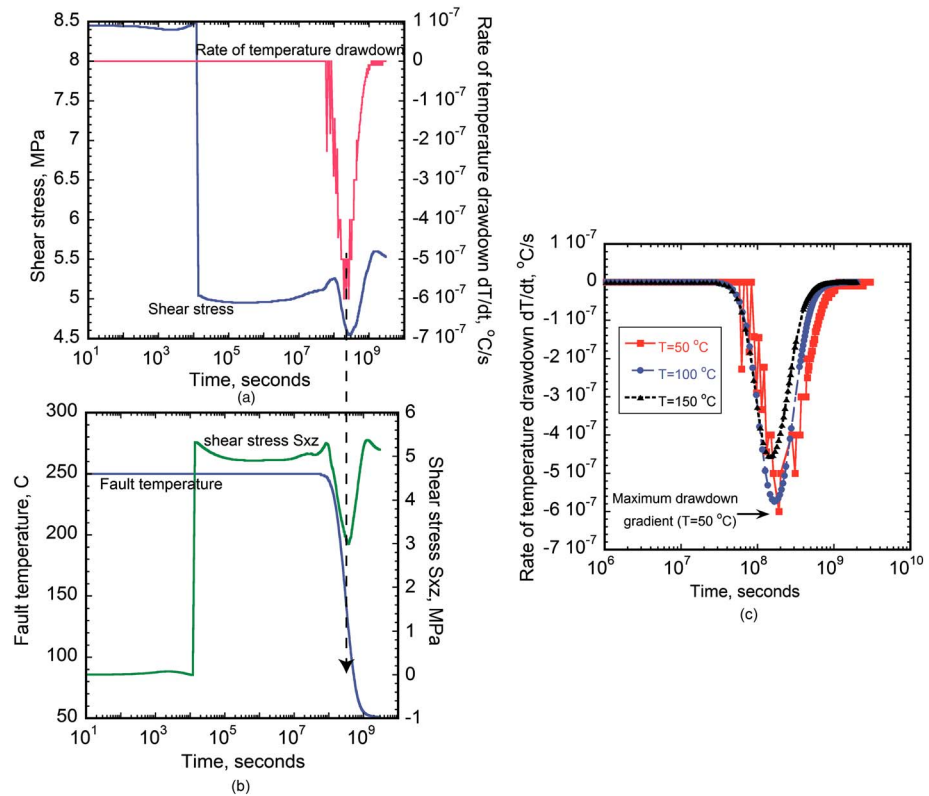 8.5
8
7.5
7
6.5
6
5.5
5
4.5
Shear stress, MPa
Rate of temperature drawdown
Shear stress
1 10^-7
0
-1 10^-7
-2 10^-7
-3 10^-7
-4 10^-7
-5 10^-7
-6 10^-7
-7 10^-7
Rate of temperature drawdown dT/dt, °C/s
10^1 10^3 10^5 10^7 10^9
Time, seconds
(a)
300
250
200
150
100
50
Fault temperature, C
shear stress Sxz
Fault temperature
6
5
4
3
2
1
0
-1
Shear stress Sxz, MPa
10^1 10^3 10^5 10^7 10^9
Time, seconds
(b)
1 10^-7
0
-1 10^-7
-2 10^-7
-3 10^-7
-4 10^-7
-5 10^-7
-6 10^-7
-7 10^-7
Rate of temperature drawdown dT/dt, °C/s
T=50 °C
T=100 °C
T=150 °C
Maximum drawdown
gradient (T=50 °C)
10^6 10^7 10^8 10^9 10^10
Time, seconds
(c)